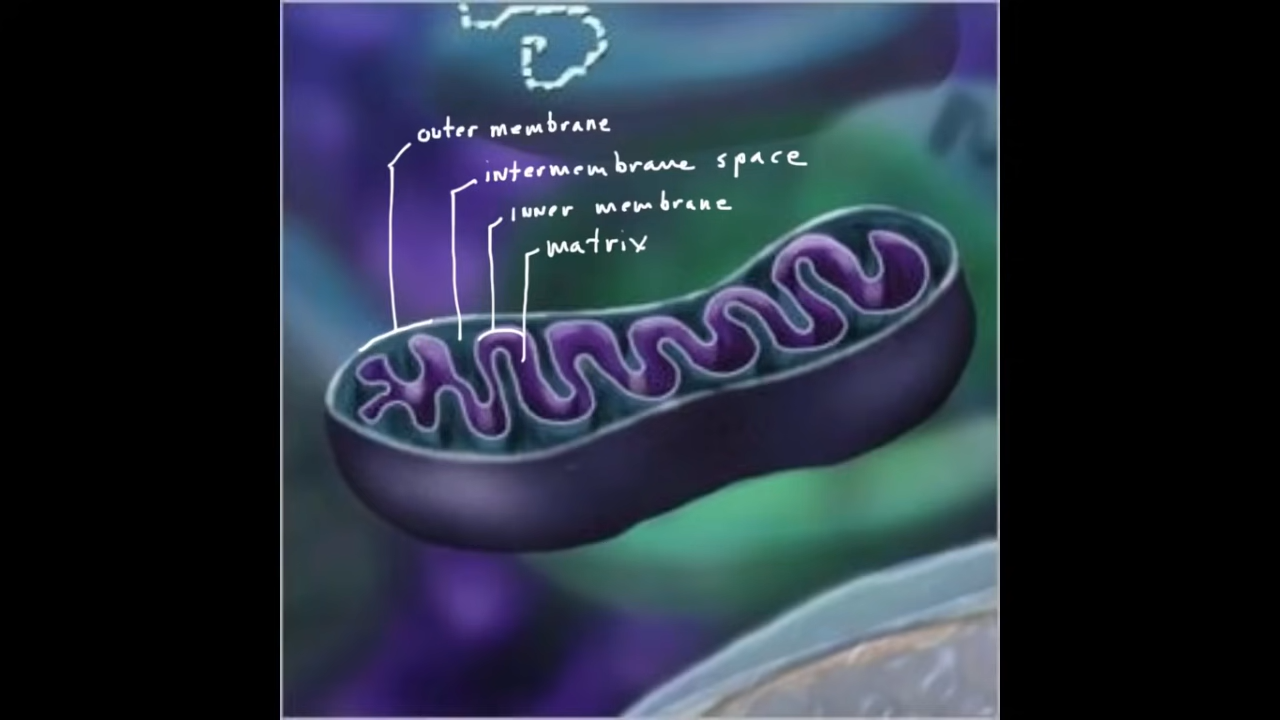 outer membrane
intermembrane space
inner membrane
matrix